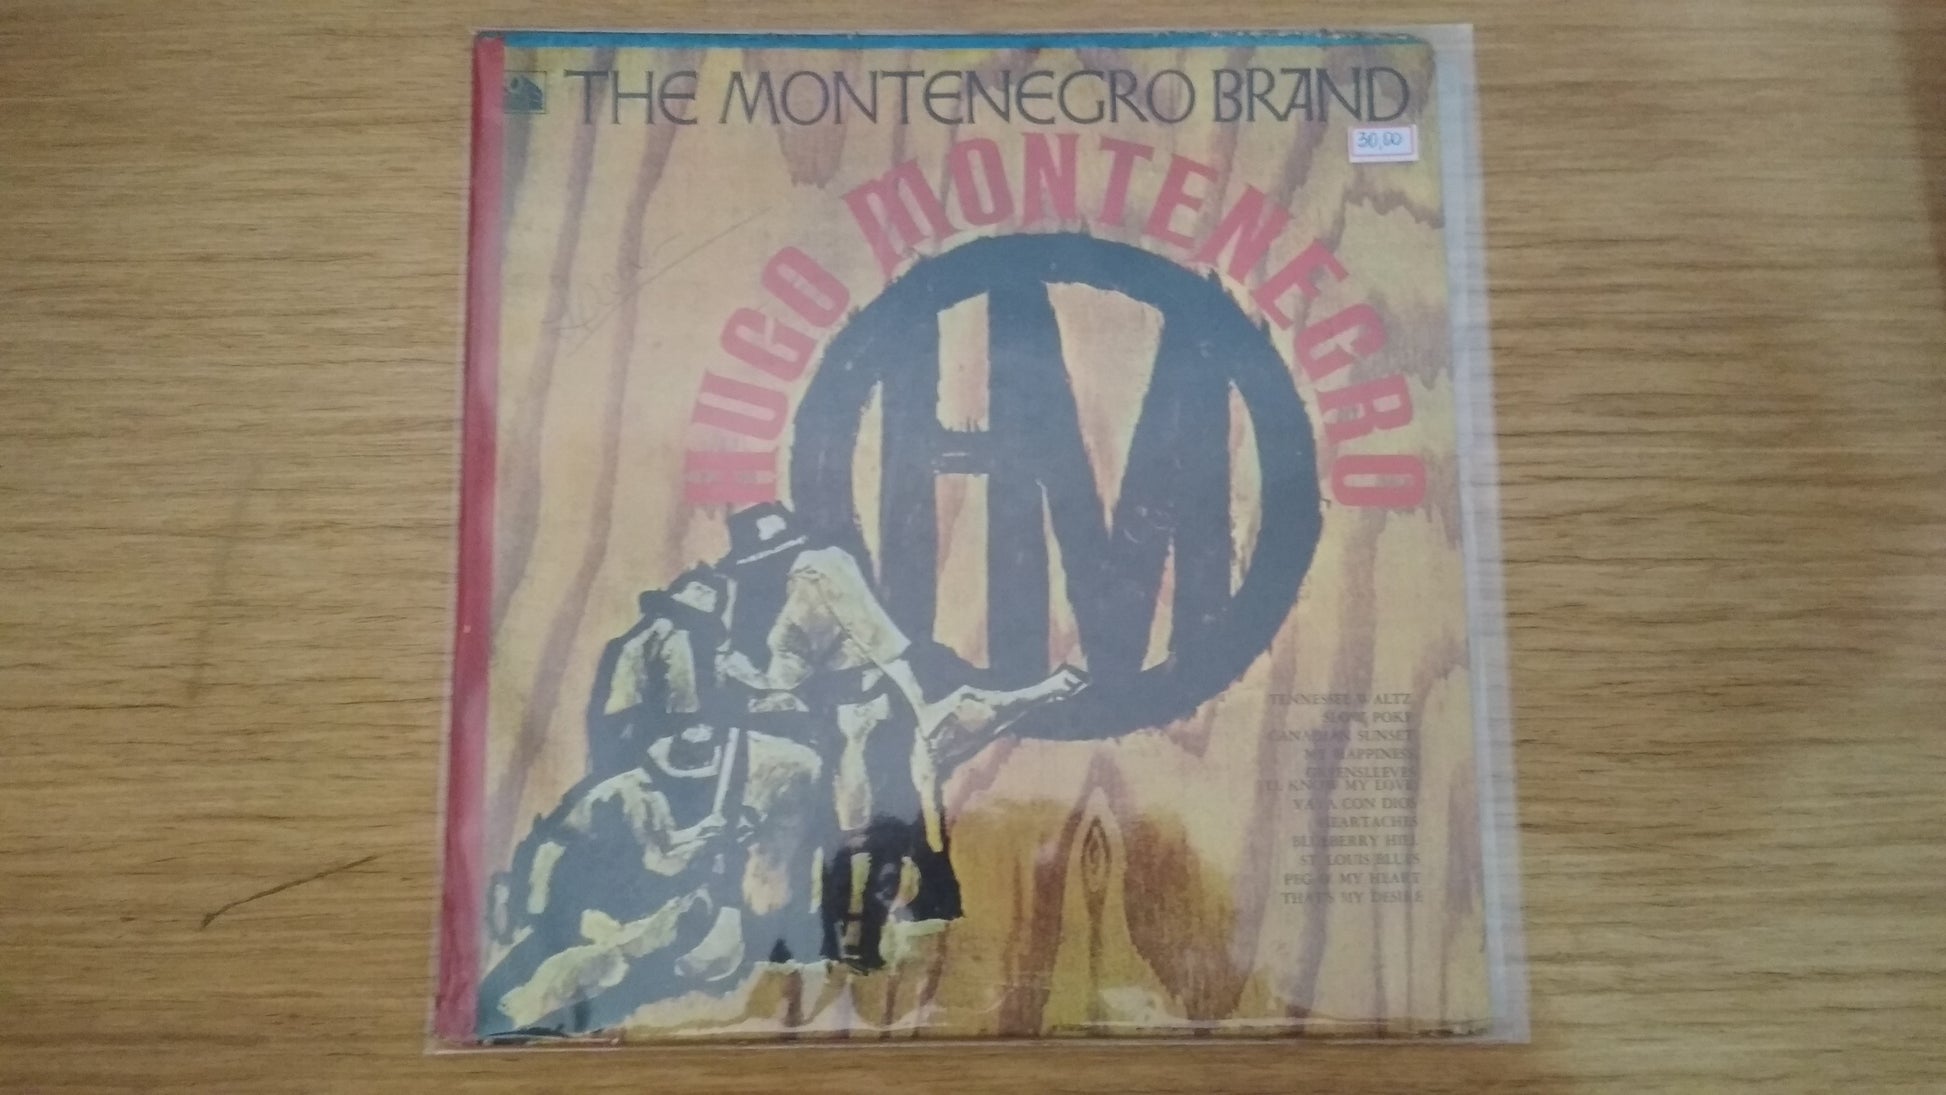 THE MONTENEGRO BRAND
30,00
HUGO MONTENEGRO
HM
TENNESSEE WALTZ
SLOW POKE
CANADIAN SUNSET
MY HAPPINESS
GREENSLEEVES
KNOW MY LOVE
VAYA CON DIOS
HEARTACHES
BLUEBERRY HILL
ST. LOUIS BLUES
PEG O' MY HEART
THAT'S MY DESIRE